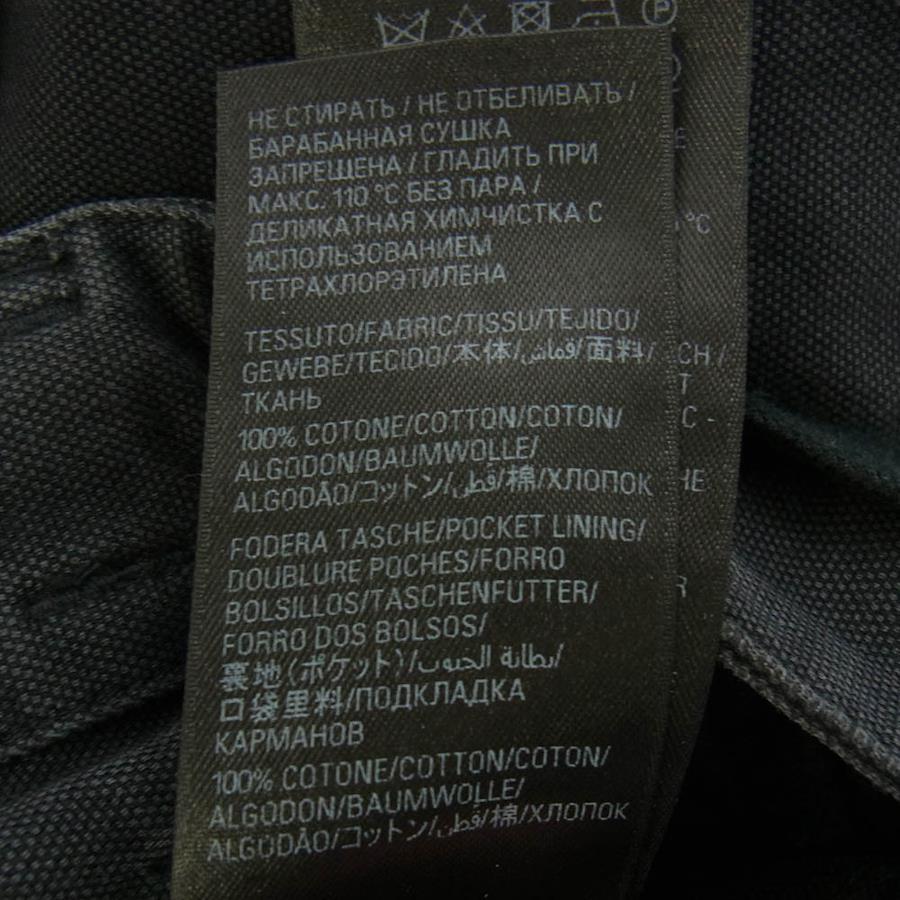 НЕ СТИРАТЬ / НЕ ОТБЕЛИВАТЬ /
БАРАБАННАЯ СУШКА
ЗАПРЕЩЕНА / ГЛАДИТЬ ПРИ
МАКС. 110 °C БЕЗ ПАРА /
ДЕЛИКАТНАЯ ХИМЧИСТКА С
ИСПОЛЬЗОВАНИЕМ
ТЕТРАХЛОРЭТИЛЕНА
TESSUTO/FABRIC/TISSU/TEJIDO/
GEWEBE/TECIDO/本体/قماش/面料/
ТКАНЬ
100% COTONE/COTTON/COTON/
ALGODON/BAUMWOLLE/
ALGODÃO/コットン/قطن/棉/ХЛОПОК
FODERA TASCHE/POCKET LINING/
DOUBLURE POCHES/FORRO
BOLSILLOS/TASCHENFUTTER/
FORRO DOS BOLSOS/
裏地(ポケット)/بطانة الجيوب/
口袋里料/ПОДКЛАДКА
КАРМАНОВ
100% COTONE/COTTON/COTON/
ALGODON/BAUMWOLLE/
ALGODÃO/コットン/قطن/棉/ХЛОПОК